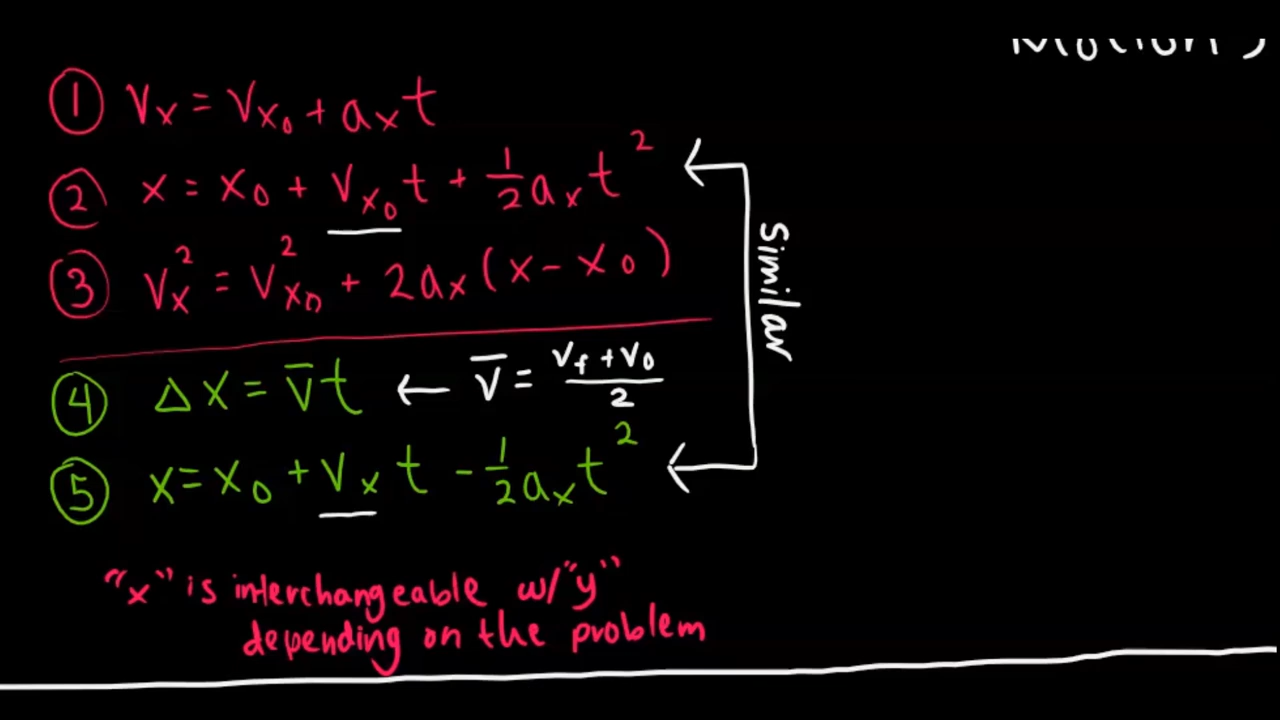 Motion
① Vx = Vx₀ + axt
② x = x₀ + Vx₀t + ½axt²
③ Vx² = Vx₀² + 2ax(x - x₀)
④ Δx = v̄t ← v̄ = (Vf + V₀)/2
⑤ x = x₀ + Vxt - ½axt²
Similar
"x" is interchangeable w/"y"
depending on the problem